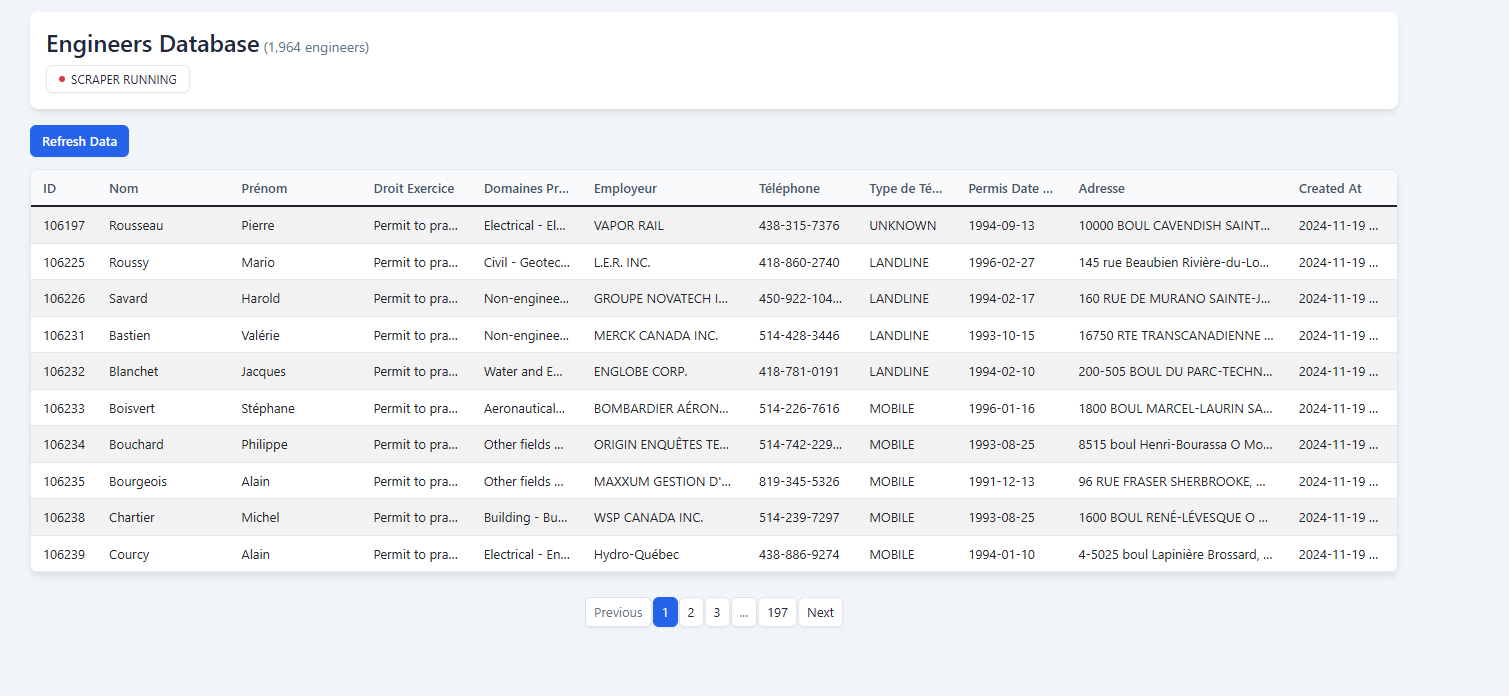 Engineers Database (1,964 engineers)
SCRAPER RUNNING
Refresh Data
ID Nom Prénom Droit Exercice Domaines Pr... Employeur Téléphone Type de Té... Permis Date ... Adresse Created At
106197 Rousseau Pierre Permit to pra... Electrical - El... VAPOR RAIL 438-315-7376 UNKNOWN 1994-09-13 10000 BOUL CAVENDISH SAINT... 2024-11-19 ...
106225 Roussy Mario Permit to pra... Civil - Geotec... L.E.R. INC. 418-860-2740 LANDLINE 1996-02-27 145 rue Beaubien Rivière-du-Lo... 2024-11-19 ...
106226 Savard Harold Permit to pra... Non-enginee... GROUPE NOVATECH I... 450-922-104... LANDLINE 1994-02-17 160 RUE DE MURANO SAINTE-J... 2024-11-19 ...
106231 Bastien Valérie Permit to pra... Non-enginee... MERCK CANADA INC. 514-428-3446 LANDLINE 1993-10-15 16750 RTE TRANSCANADIENNE ... 2024-11-19 ...
106232 Blanchet Jacques Permit to pra... Water and E... ENGLOBE CORP. 418-781-0191 LANDLINE 1994-02-10 200-505 BOUL DU PARC-TECHN... 2024-11-19 ...
106233 Boisvert Stéphane Permit to pra... Aeronautical... BOMBARDIER AÉRON... 514-226-7616 MOBILE 1996-01-16 1800 BOUL MARCEL-LAURIN SA... 2024-11-19 ...
106234 Bouchard Philippe Permit to pra... Other fields ... ORIGIN ENQUÊTES TE... 514-742-229... MOBILE 1993-08-25 8515 boul Henri-Bourassa O Mo... 2024-11-19 ...
106235 Bourgeois Alain Permit to pra... Other fields ... MAXXUM GESTION D'... 819-345-5326 MOBILE 1991-12-13 96 RUE FRASER SHERBROOKE, ... 2024-11-19 ...
106238 Chartier Michel Permit to pra... Building - Bu... WSP CANADA INC. 514-239-7297 MOBILE 1993-08-25 1600 BOUL RENÉ-LÉVESQUE O ... 2024-11-19 ...
106239 Courcy Alain Permit to pra... Electrical - En... Hydro-Québec 438-886-9274 MOBILE 1994-01-10 4-5025 boul Lapinière Brossard, ... 2024-11-19 ...
Previous 1 2 3 ... 197 Next